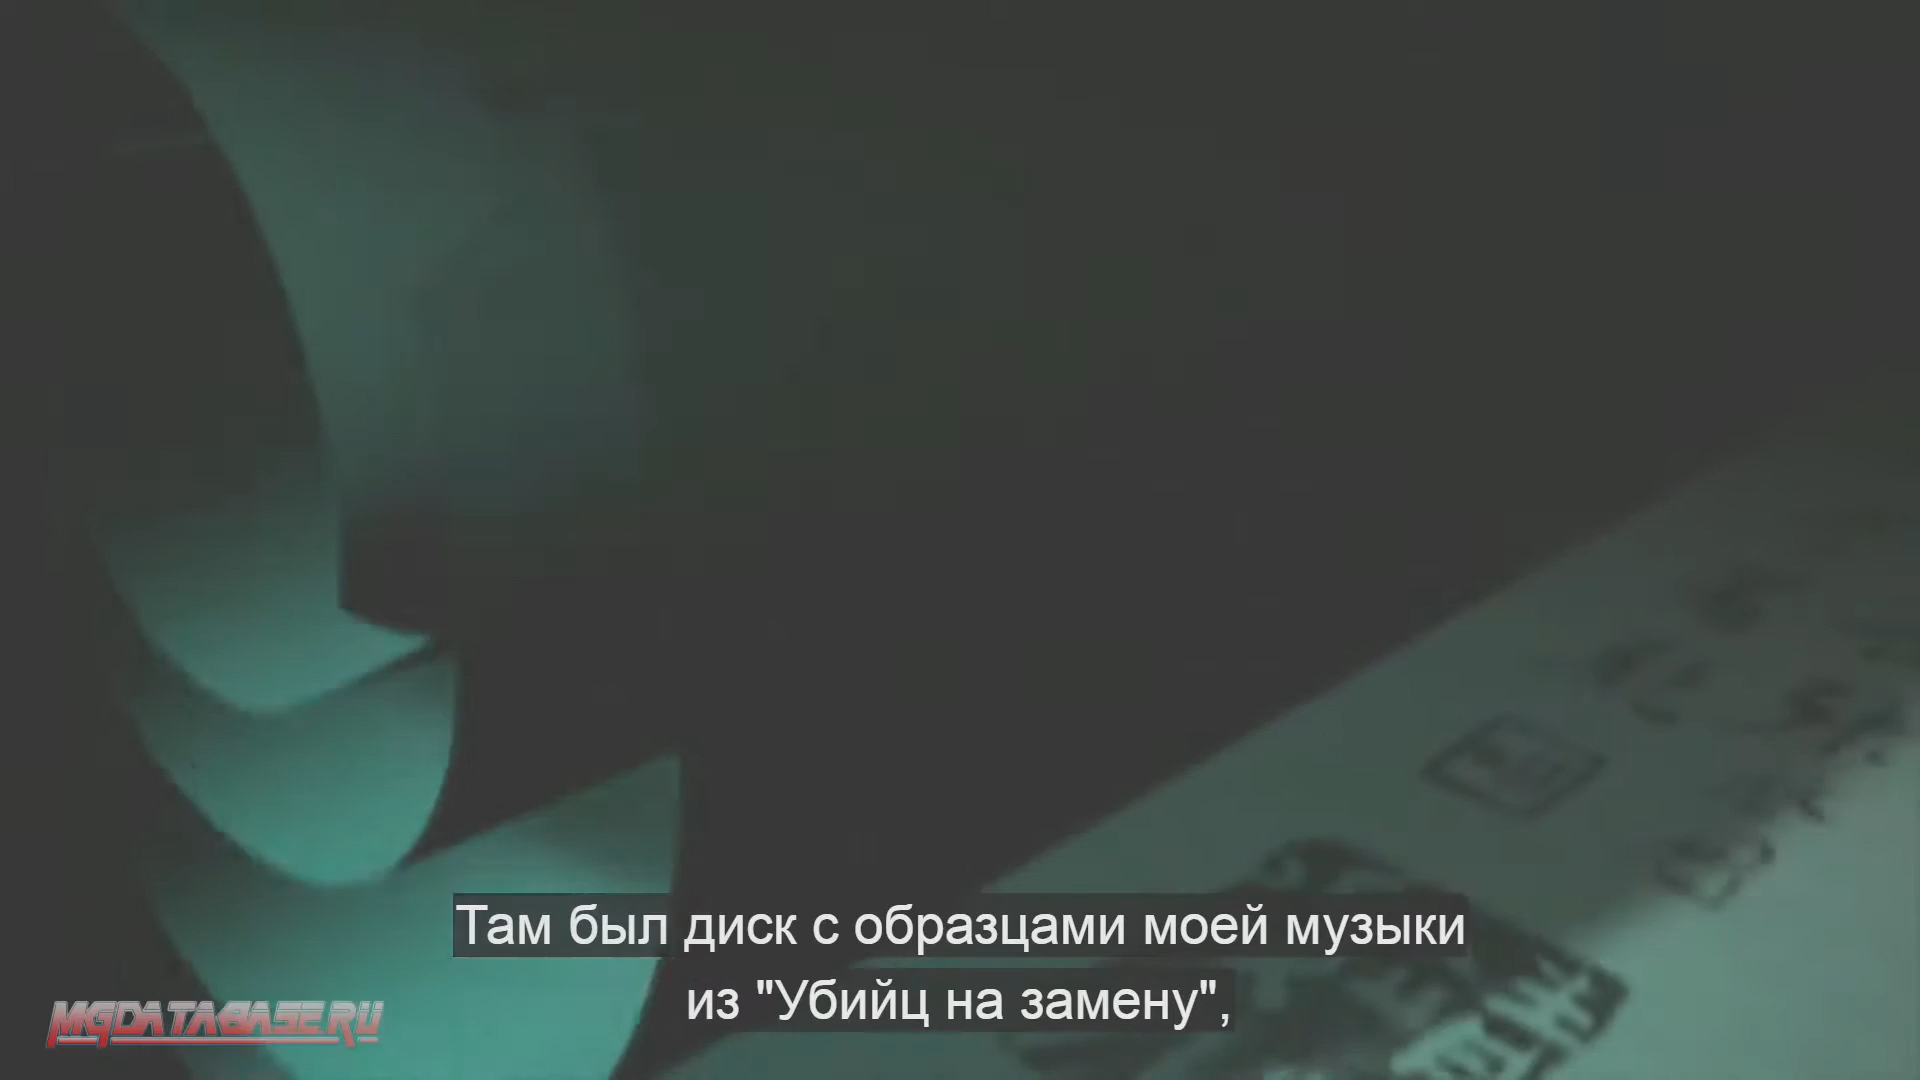 Там был диск с образцами моей музыки
из "Убийц на замену",
MGDATABASE.RU